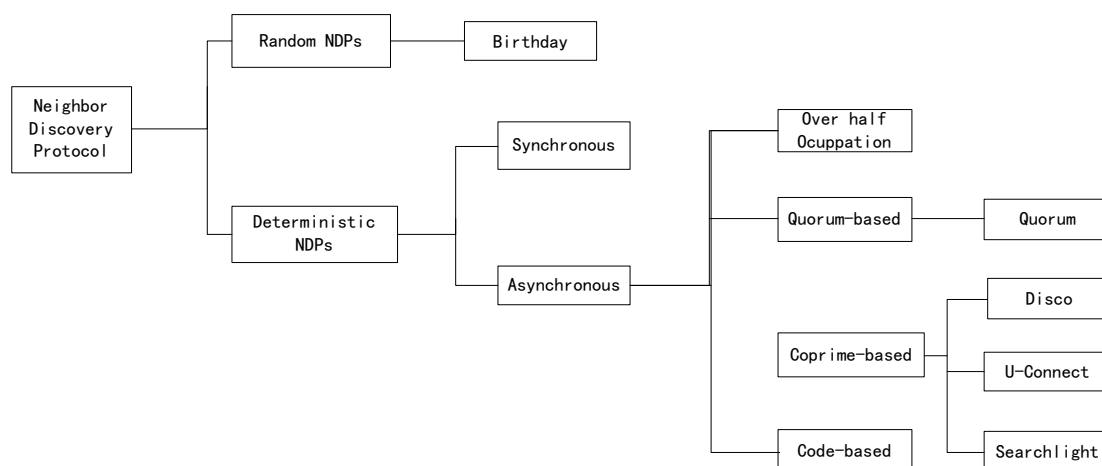 Random NDPs
Birthday
Neighbor
Discovery
Protocol
Over half
Ocuppation
Synchronous
Deterministic
NDPs
Quorum-based
Quorum
Asynchronous
Disco
Coprime-based
U-Connect
Code-based
Searchlight